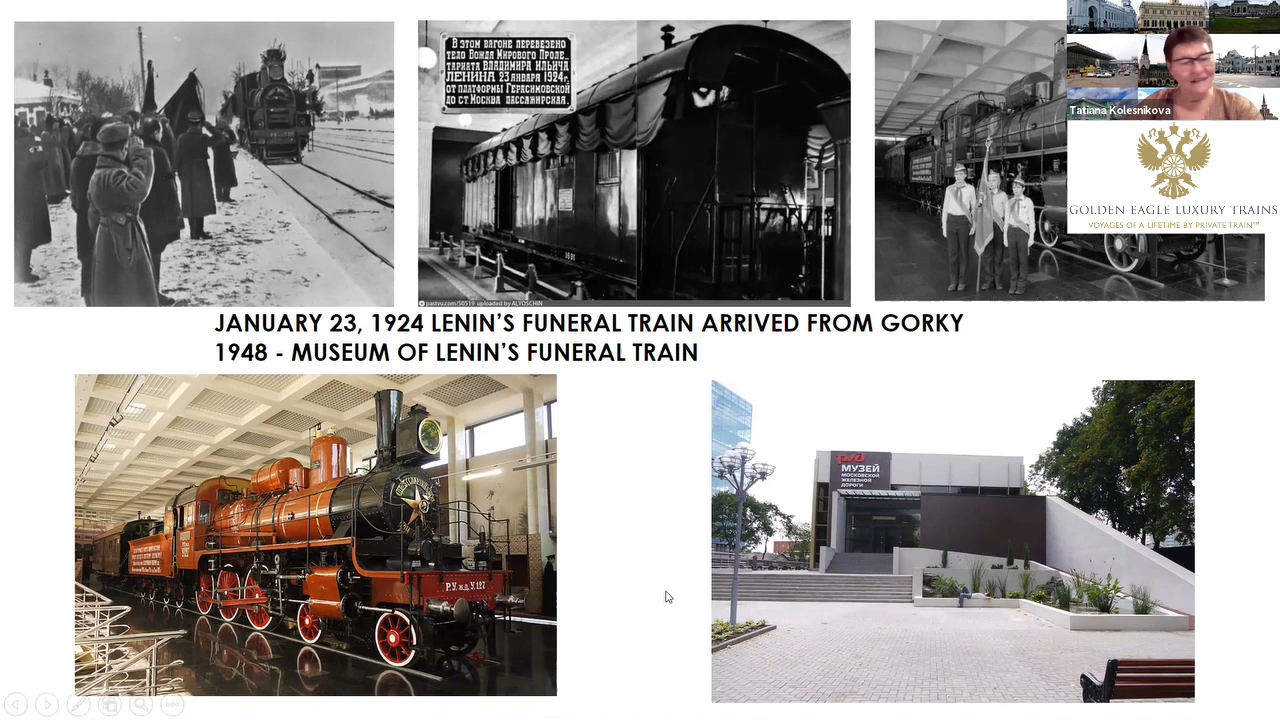 В ЭТОМ ВАГОНЕ ПЕРЕВЕЗЕНО
ТЕЛО ВОЖДЯ МИРОВОГО ПРОЛЕ_
ТАРИАТА ВЛАДИМИРА ИЛЬИЧА
ЛЕНИНА 23 ЯНВАРЯ 1924г.
ОТ ПЛАТФОРМЫ ГЕРАСИМОВСКОЙ
ДО СТ. МОСКВА ПАССАЖИРСКАЯ.
1691
pastvu.com/50519 uploaded by ALYOSCHIN
Tatiana Kolesnikova
GOLDEN EAGLE LUXURY TRAINS
VOYAGES OF A LIFETIME BY PRIVATE TRAIN™
JANUARY 23, 1924 LENIN'S FUNERAL TRAIN ARRIVED FROM GORKY
1948 - MUSEUM OF LENIN'S FUNERAL TRAIN
Р.У.ж.д. У.127
РЖД
МУЗЕЙ
МОСКОВСКОЙ
ЖЕЛЕЗНОЙ
ДОРОГИ